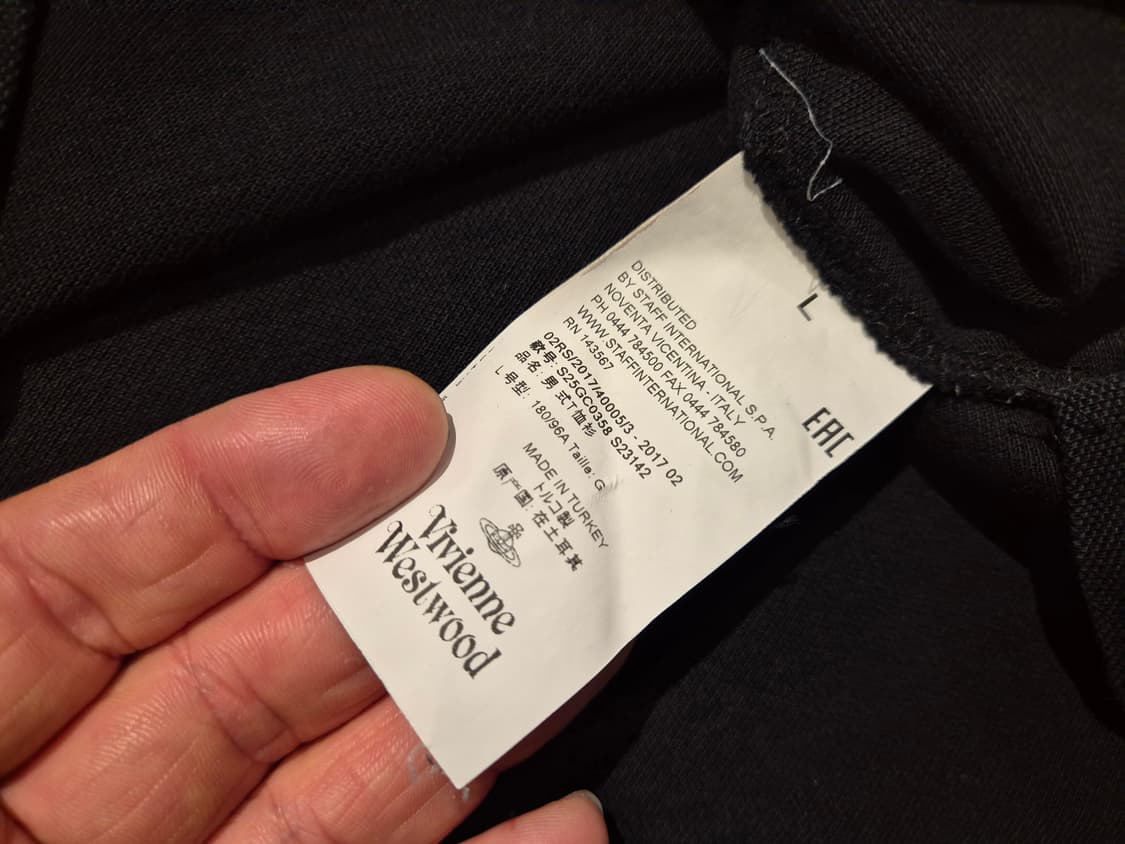 L
DISTRIBUTED
BY STAFF INTERNATIONAL S.P.A.
NOVENTA VICENTINA - ITALY
PH 0444 784500 FAX 0444 784580
WWW.STAFFINTERNATIONAL.COM
RN 143567
EAC
02RS/2017/40005/3 - 2017 02
款号: S25GC0358 S23142
品名: 男式T恤衫
L号型: 180/96A Taille: G
MADE IN TURKEY
トルコ製
原产国: 在土耳其
Vivienne
Westwood